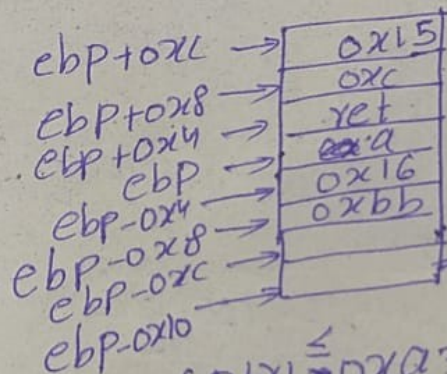 ebp+0xc → 0x15
ebp+0x8 → 0xc
ebp+0x4 → ret
ebp → a
ebp-0x4 → 0x16
ebp-0x8 → 0xbb
ebp-0xc →
ebp-0x10 →
≤
0xa